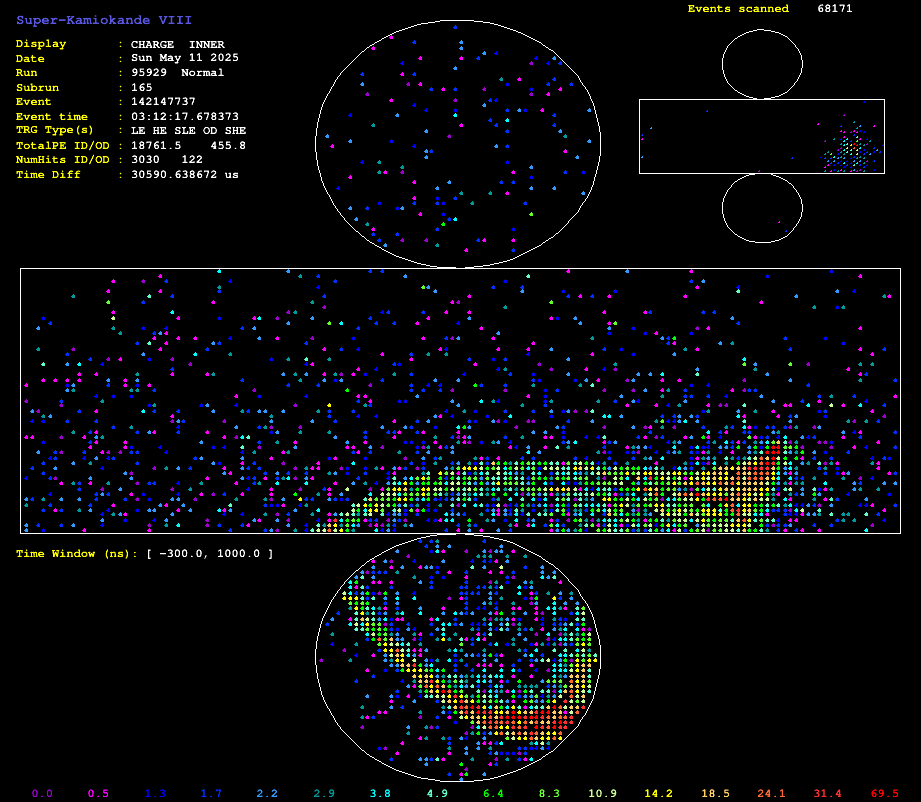 Events scanned 68171
Super-Kamiokande VIII
Display : CHARGE INNER
Date : Sun May 11 2025
Run : 95929 Normal
Subrun : 165
Event : 142147737
Event time : 03:12:17.678373
TRG Type(s) : LE HE SLE OD SHE
TotalPE ID/OD : 18761.5 455.8
NumHits ID/OD : 3030 122
Time Diff : 30590.638672 us
Time Window (ns): [ −300.0, 1000.0 ]
0.0 0.5 1.3 1.7 2.2 2.9 3.8 4.9 6.4 8.3 10.9 14.2 18.5 24.1 31.4 69.5